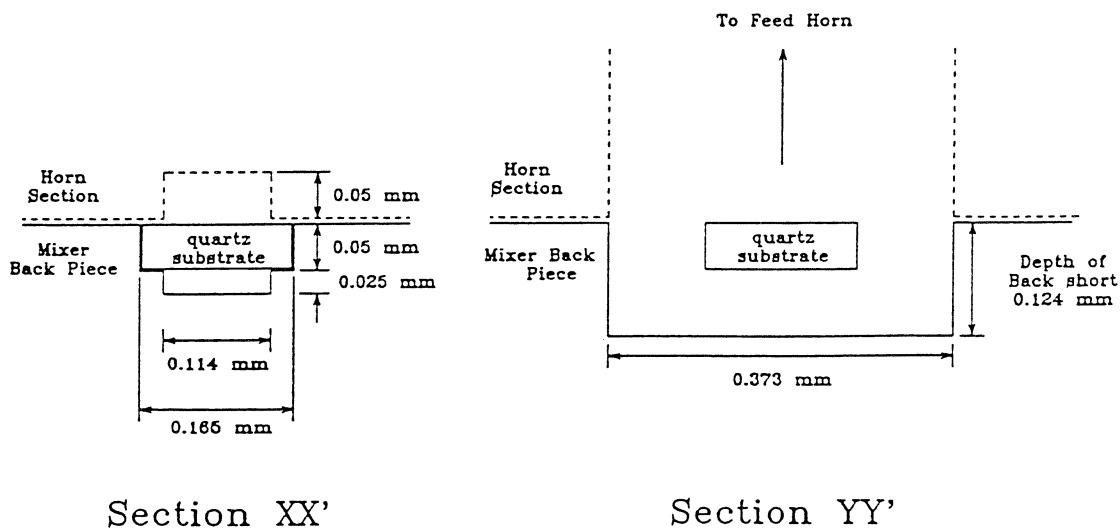 To Feed Horn
Horn
Section
0.05 mm
quartz
substrate
Mixer
Back Piece
0.05 mm
0.025 mm
0.114 mm
0.165 mm
Section XX'
Horn
Section
quartz
substrate
Mixer Back
Piece
Depth of
Back short
0.124 mm
0.373 mm
Section YY'